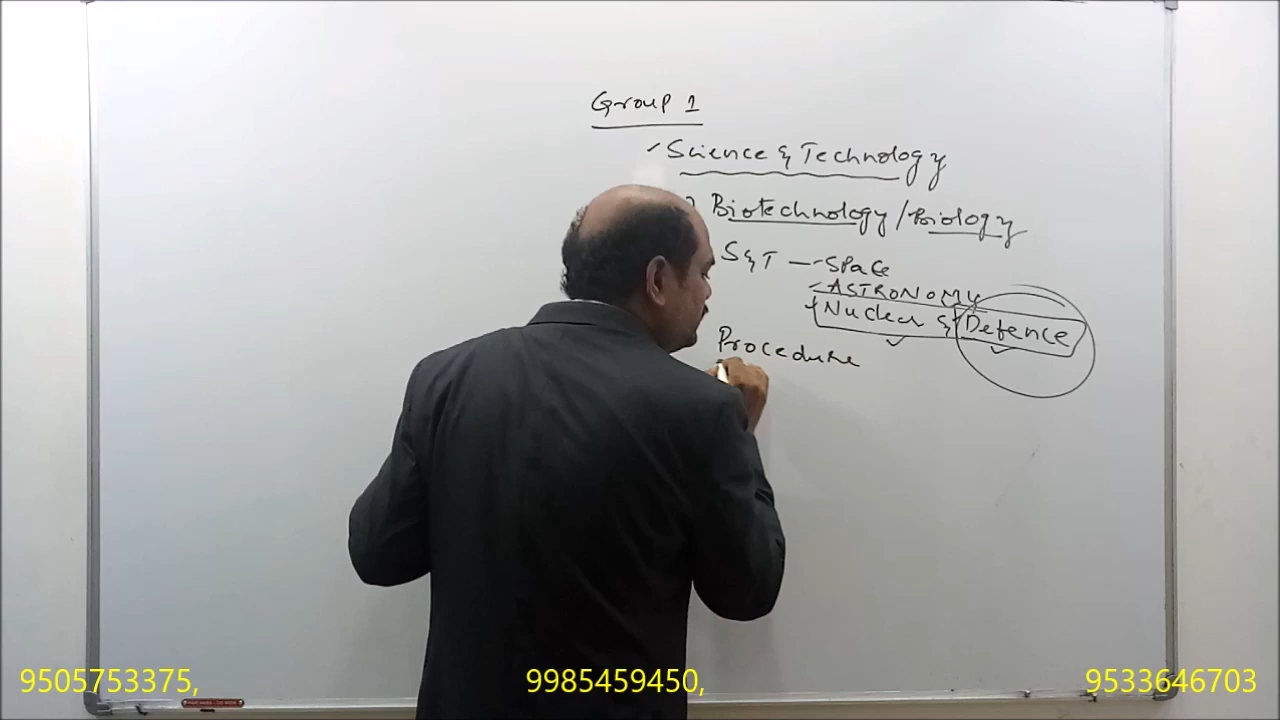 Group 1
Science & Technology
Biotechnology / Biology
S & T — Space
ASTRONOMY
Nuclear & Defence
Procedure
9505753375, 9985459450, 9533646703